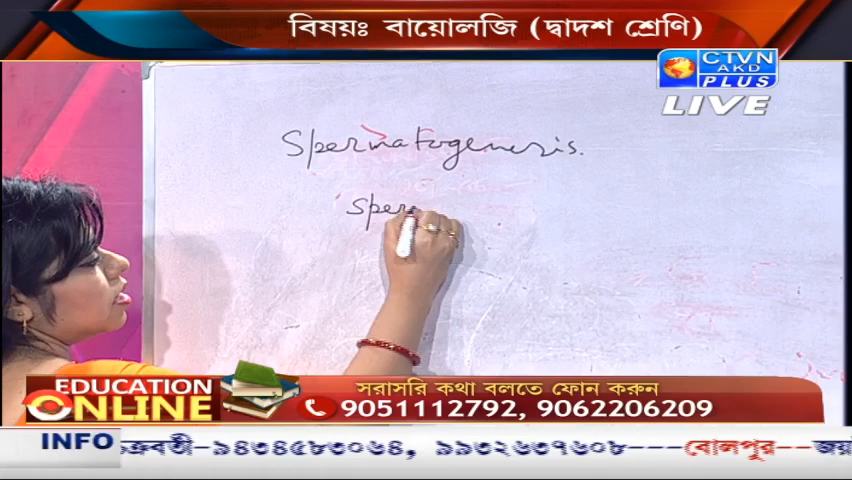 বিষয়ঃ বায়োলজি (দ্বাদশ শ্রেণি)
CTVN
AKD
PLUS
LIVE
Spermatogenesis.
sper
EDUCATION
ONLINE
সরাসরি কথা বলতে ফোন করুন
9051112792, 9062206209
INFO ক্রবর্তী-৯৪৩৪৫৮৩০৬৪, ৯৯৩২৬৩৭৬০৮---বোলপুর--জয়